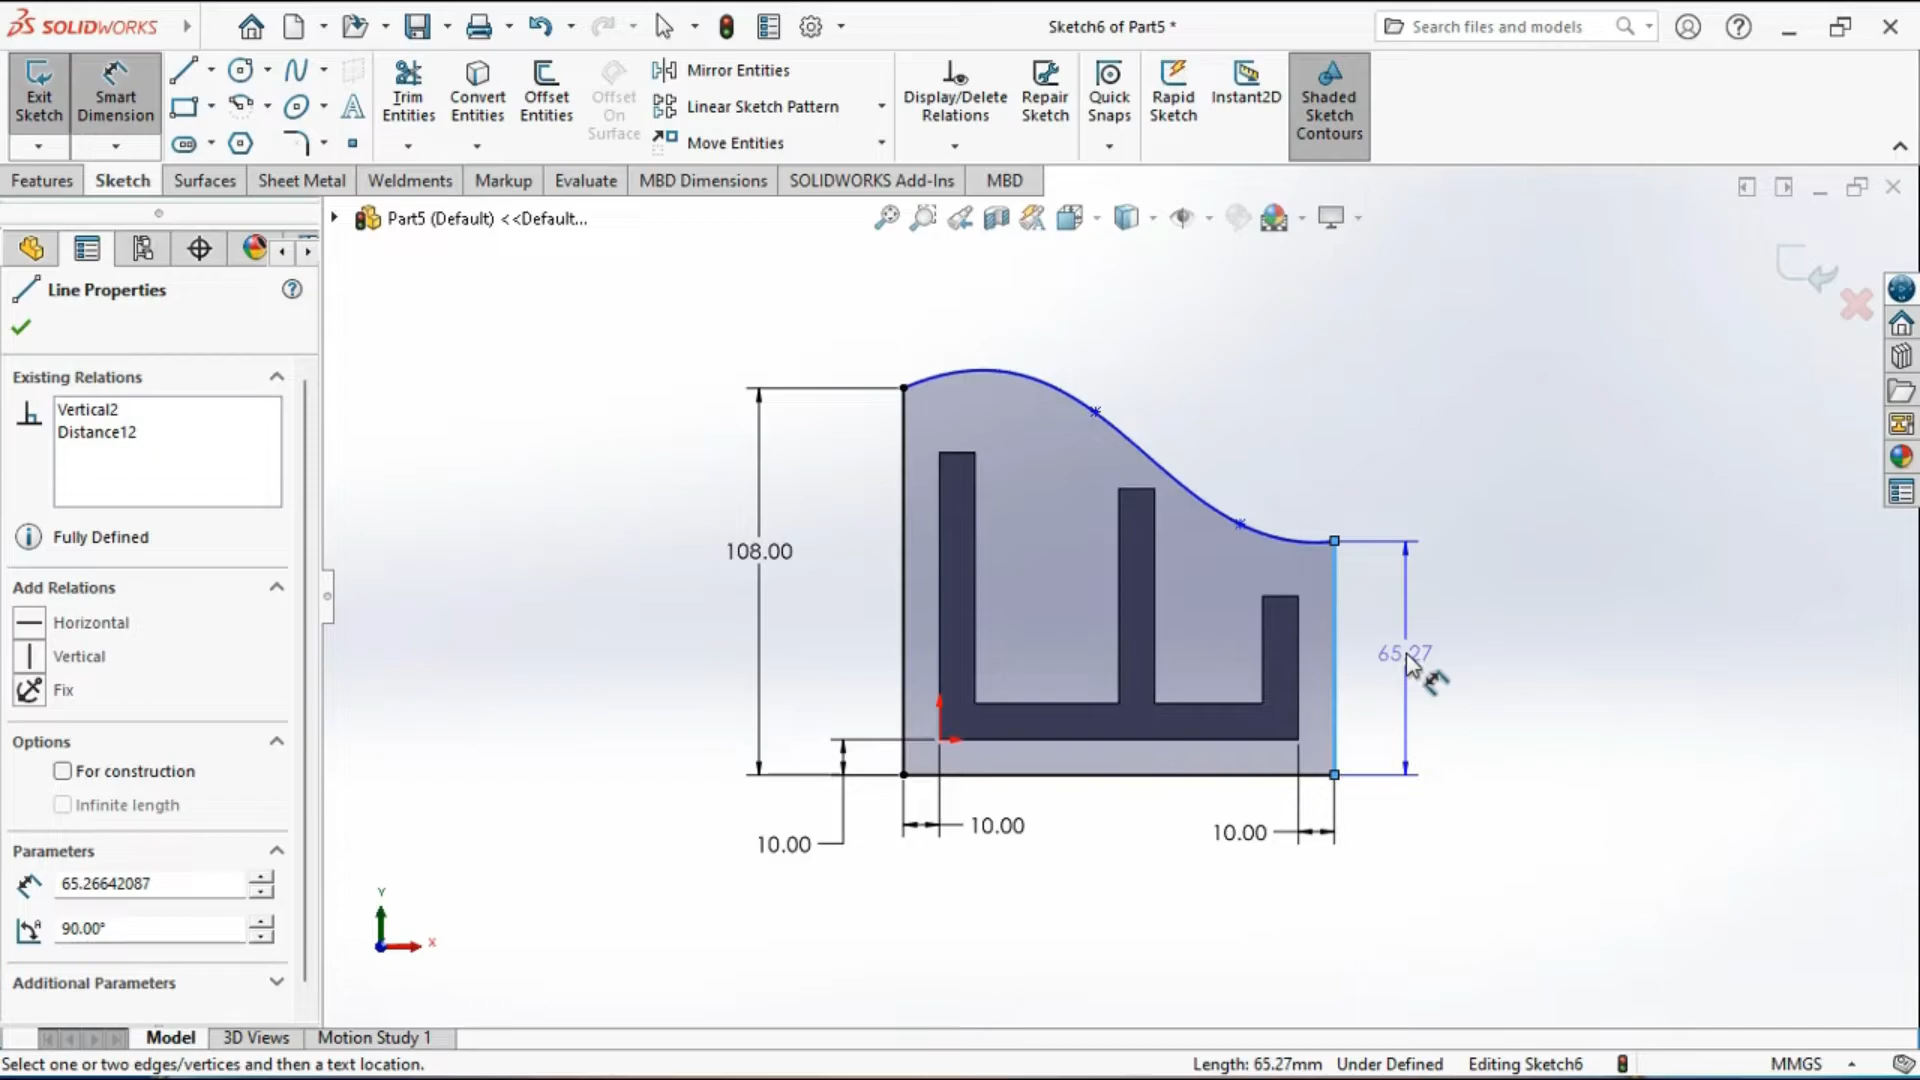 SOLIDWORKS
Sketch6 of Part5 *
Search files and models
Exit Sketch
Smart Dimension
Trim Entities
Convert Entities
Offset Entities
Offset On Surface
Mirror Entities
Linear Sketch Pattern
Move Entities
Display/Delete Relations
Repair Sketch
Quick Snaps
Rapid Sketch
Instant2D
Shaded Sketch Contours
Features
Sketch
Surfaces
Sheet Metal
Weldments
Markup
Evaluate
MBD Dimensions
SOLIDWORKS Add-Ins
MBD
Part5 (Default) <<Default...
Line Properties
Existing Relations
Vertical2
Distance12
Fully Defined
Add Relations
Horizontal
Vertical
Fix
Options
For construction
Infinite length
Parameters
65.26642087
90.00°
Additional Parameters
108.00
65.27
10.00
10.00
10.00
Y
X
Model
3D Views
Motion Study 1
Select one or two edges/vertices and then a text location.
Length: 65.27mm
Under Defined
Editing Sketch6
MMGS